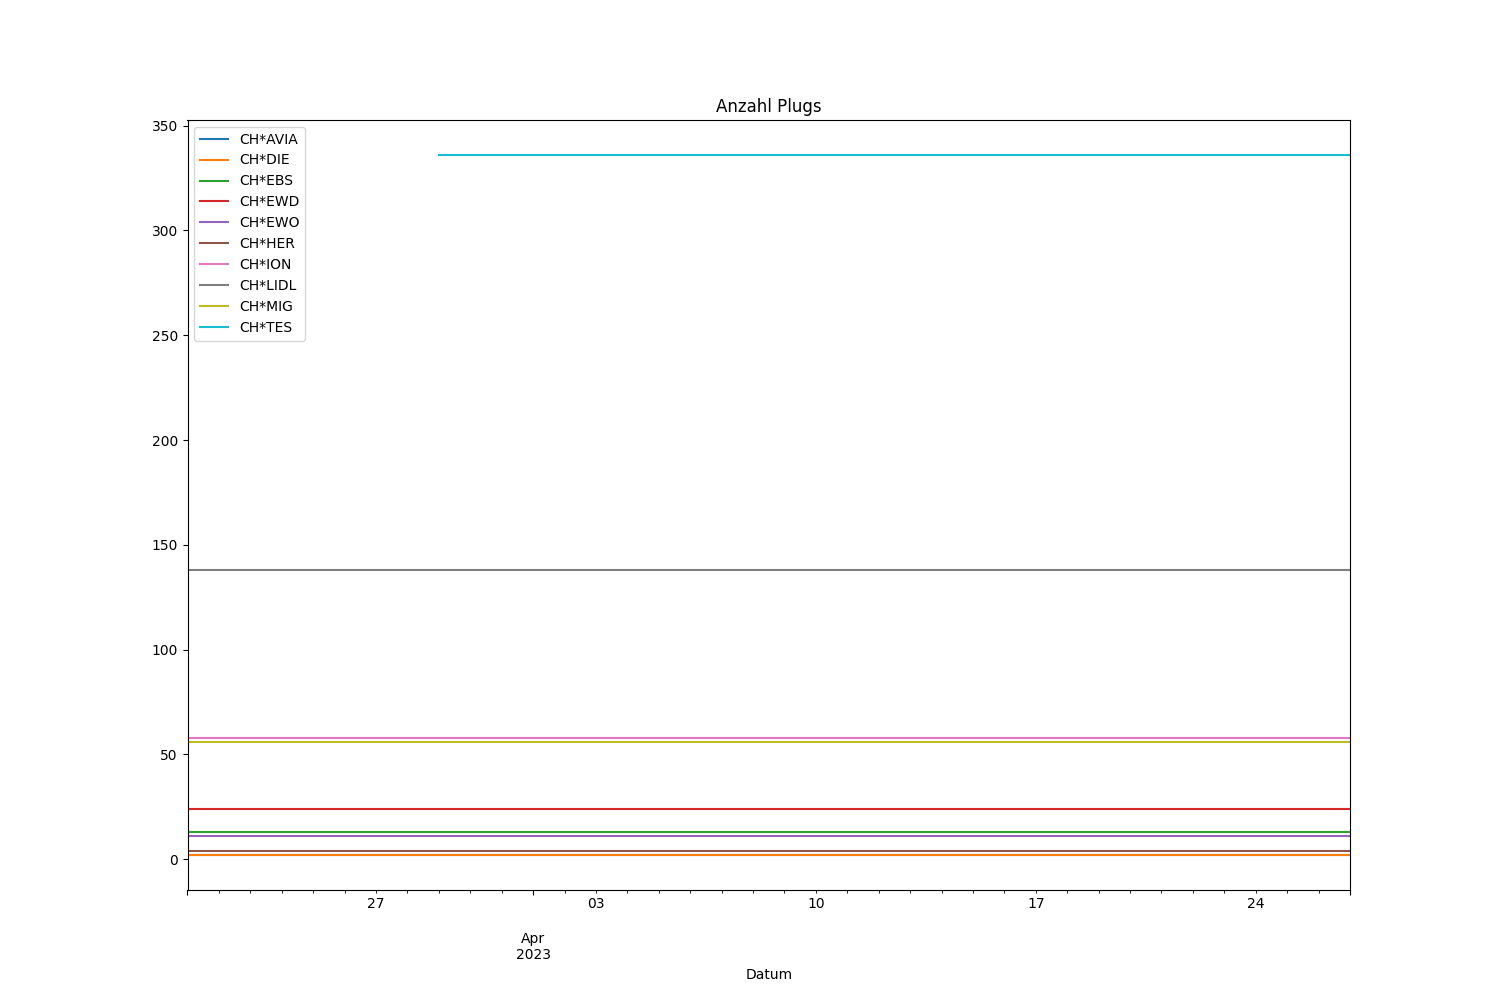 Anzahl Plugs
350
300
250
200
150
100
50
0
CH*AVIA
CH*DIE
CH*EBS
CH*EWD
CH*EWO
CH*HER
CH*ION
CH*LIDL
CH*MIG
CH*TES
27 03 10 17 24
Apr
2023
Datum